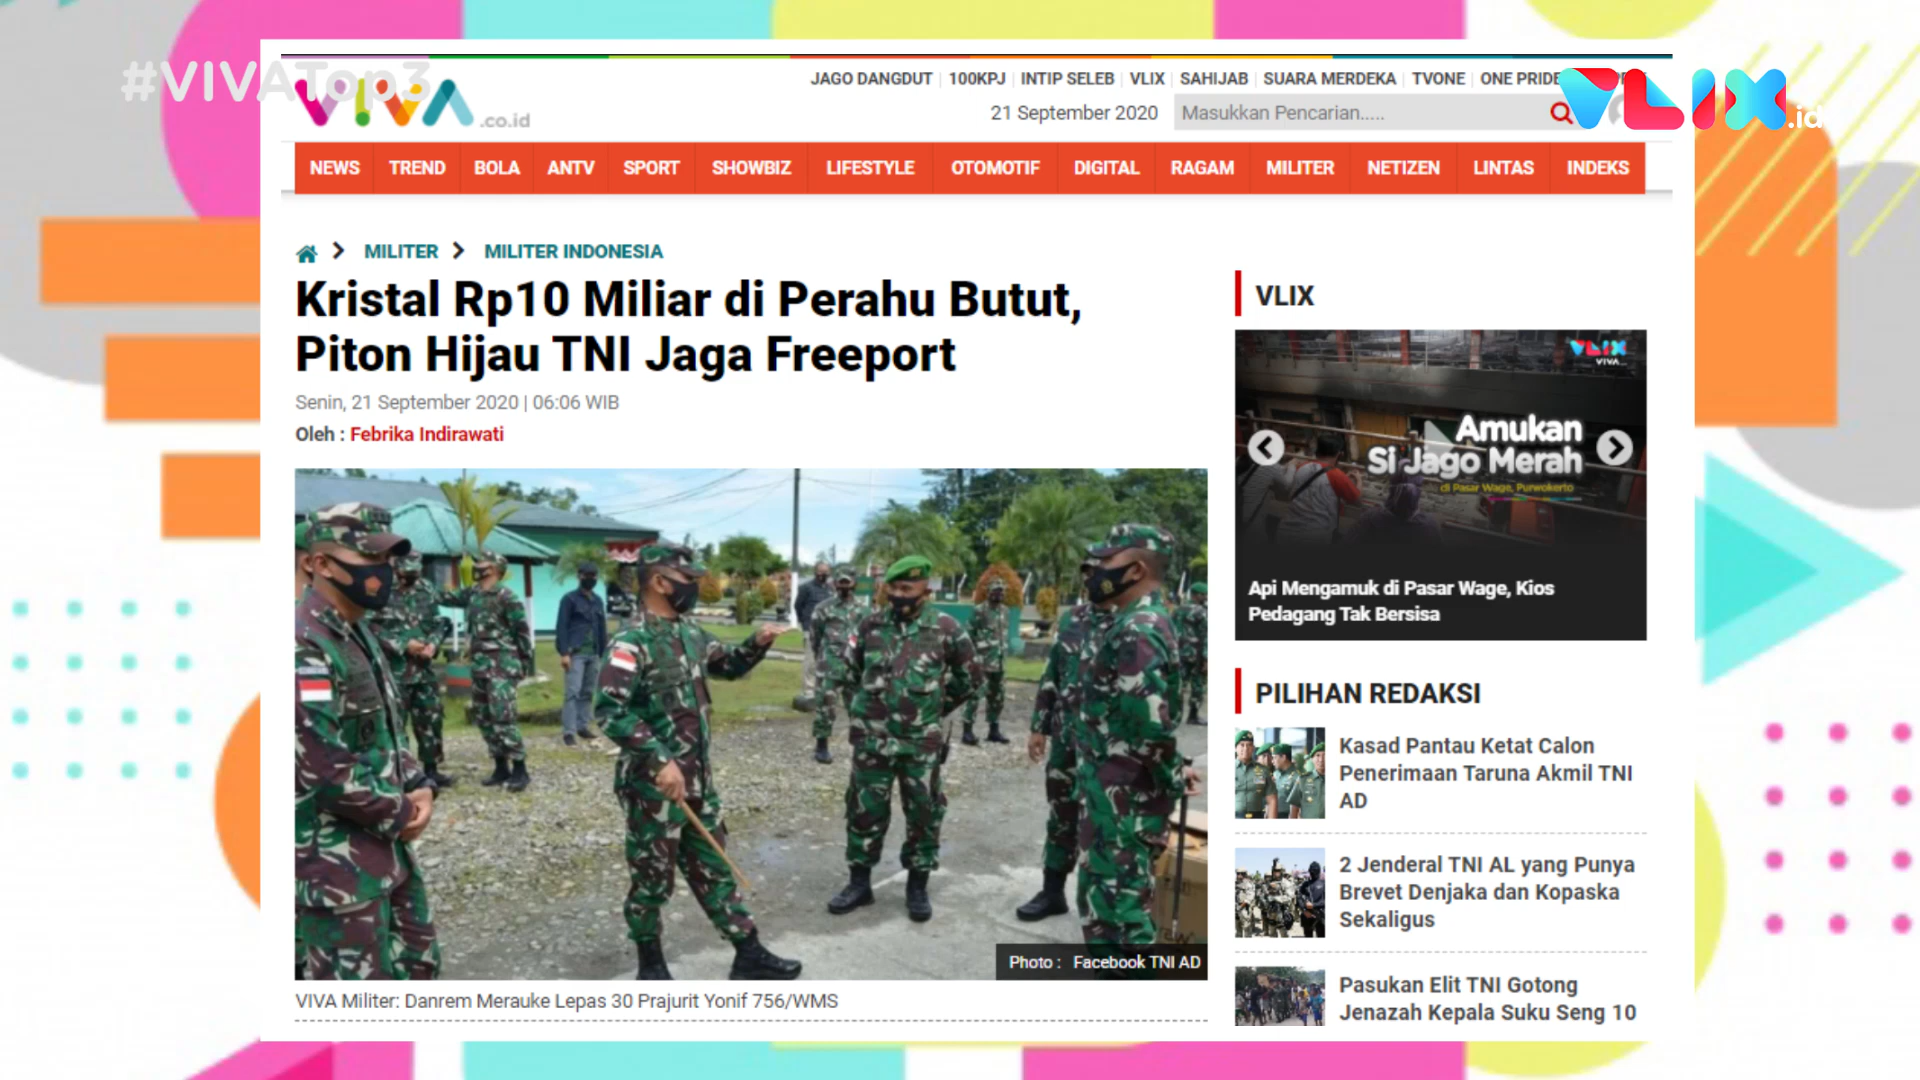 #VIVATop3
VIVA.co.id
JAGO DANGDUT 100KPJ INTIP SELEB VLIX SAHIJAB SUARA MERDEKA TVONE ONE PRIDE
VLIX.id
21 September 2020 Masukkan Pencarian.....
NEWS TREND BOLA ANTV SPORT SHOWBIZ LIFESTYLE OTOMOTIF DIGITAL RAGAM MILITER NETIZEN LINTAS INDEKS
MILITER MILITER INDONESIA
Kristal Rp10 Miliar di Perahu Butut,
Piton Hijau TNI Jaga Freeport
Senin, 21 September 2020 | 06:06 WIB
Oleh : Febrika Indirawati
Photo : Facebook TNI AD
VIVA Militer: Danrem Merauke Lepas 30 Prajurit Yonif 756/WMS
VLIX
VLIX
VIVA
Amukan
Si Jago Merah
di Pasar Wage, Purwokerto
Api Mengamuk di Pasar Wage, Kios
Pedagang Tak Bersisa
PILIHAN REDAKSI
Kasad Pantau Ketat Calon
Penerimaan Taruna Akmil TNI
AD
2 Jenderal TNI AL yang Punya
Brevet Denjaka dan Kopaska
Sekaligus
Pasukan Elit TNI Gotong
Jenazah Kepala Suku Seng 10